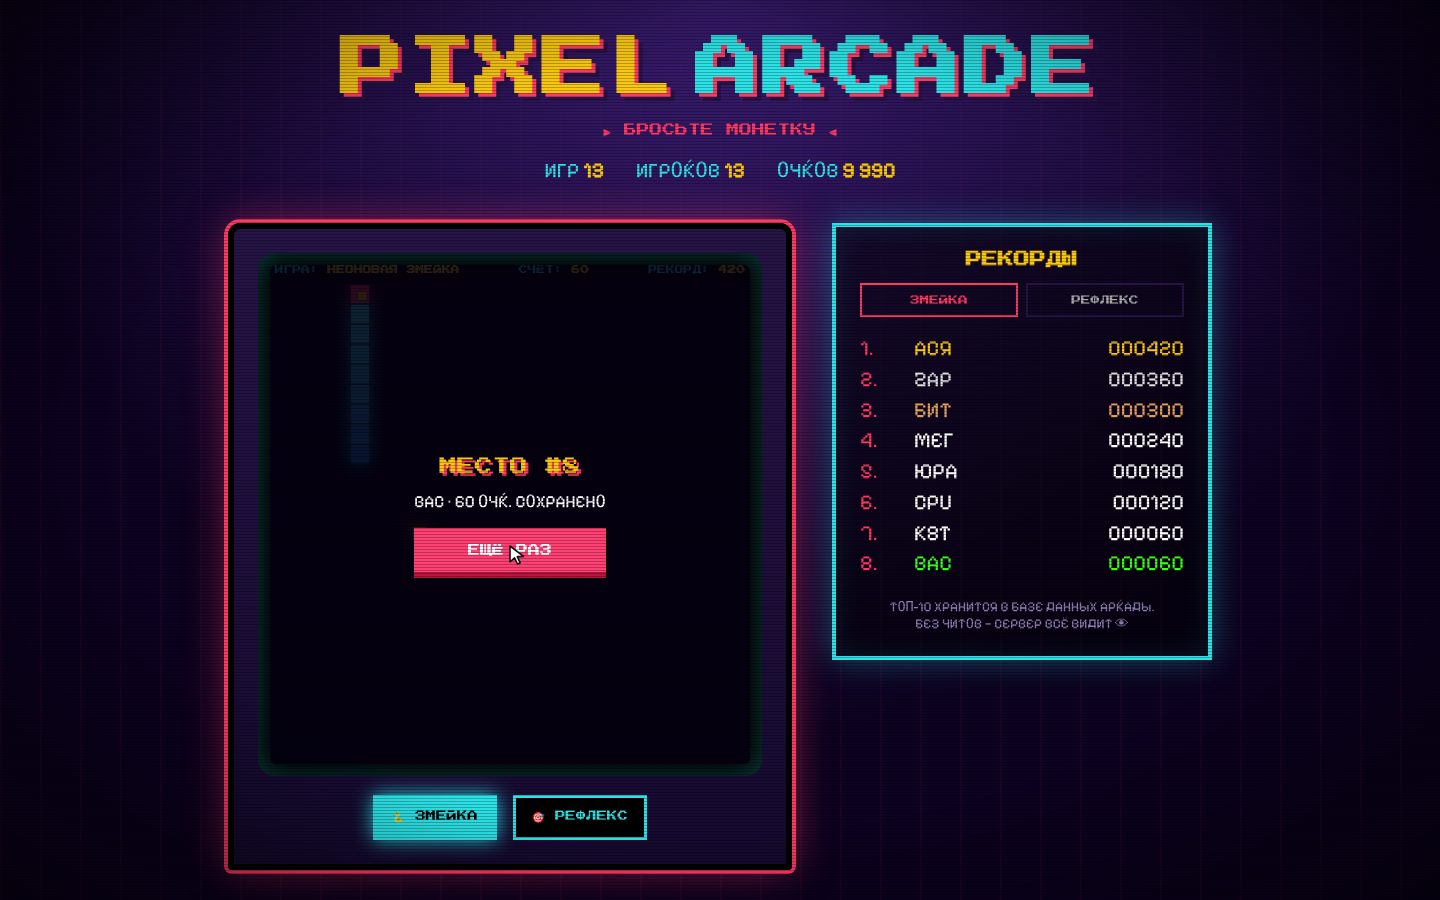 PIXEL ARCADE
▸ БРОСЬТЕ МОНЕТКУ ◂
ИГР 13 ИГРОКОВ 13 ОЧКОВ 9 990
ИГРА: НЕОНОВАЯ ЗМЕЙКА СЧЁТ: 60 РЕКОРД: 420
МЕСТО #8
ВАС · 60 ОЧК. СОХРАНЕНО
ЕЩЁ РАЗ
ЗМЕЙКА РЕФЛЕКС
РЕКОРДЫ
ЗМЕЙКА РЕФЛЕКС
1. АСЯ 000420
2. ZAP 000360
3. БИТ 000300
4. МЕГ 000240
5. ЮРА 000180
6. CPU 000120
7. K8T 000060
8. ВАС 000060
ТОП-10 ХРАНИТСЯ В БАЗЕ ДАННЫХ АРКАДЫ.
БЕЗ ЧИТОВ – СЕРВЕР ВСЁ ВИДИТ 👁